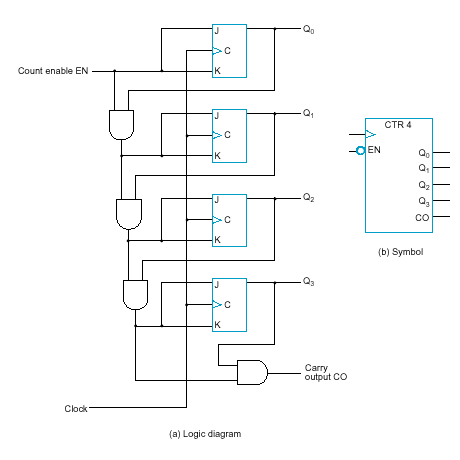 J
Q0
C
Count enable EN
K
J
Q1
C
K
CTR 4
EN
Q0
Q1
Q2
Q3
CO
(b) Symbol
J
Q2
C
K
J
Q3
C
K
Carry
output CO
Clock
(a) Logic diagram